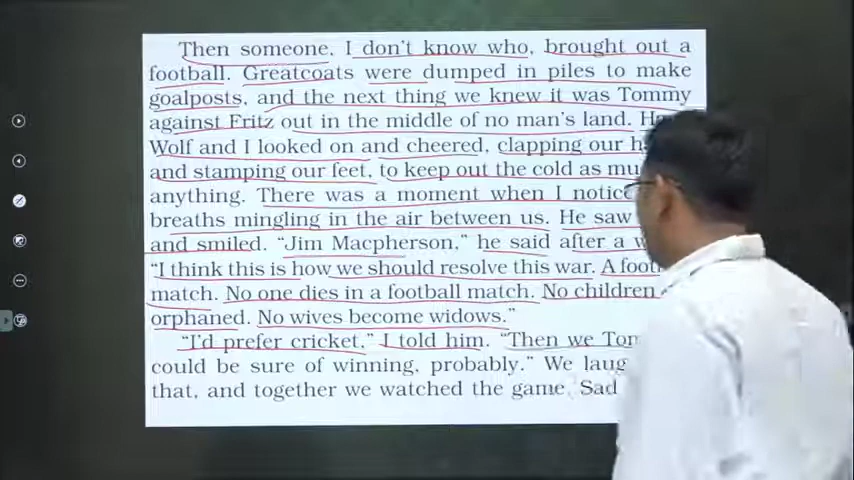 Then someone. I don't know who, brought out a
football. Greatcoats were dumped in piles to make
goalposts, and the next thing we knew it was Tommy
against Fritz out in the middle of no man's land.
Wolf and I looked on and cheered, clapping our
and stamping our feet, to keep out the cold as
anything. There was a moment when I
breaths mingling in the air between us. He saw
and smiled. "Jim Macpherson," he said after a
"I think this is how we should resolve this war. A
match. No one dies in a football match. No children
orphaned. No wives become widows."
"I'd prefer cricket," I told him. "Then we
could be sure of winning, probably." We
that, and together we watched the game. Sad